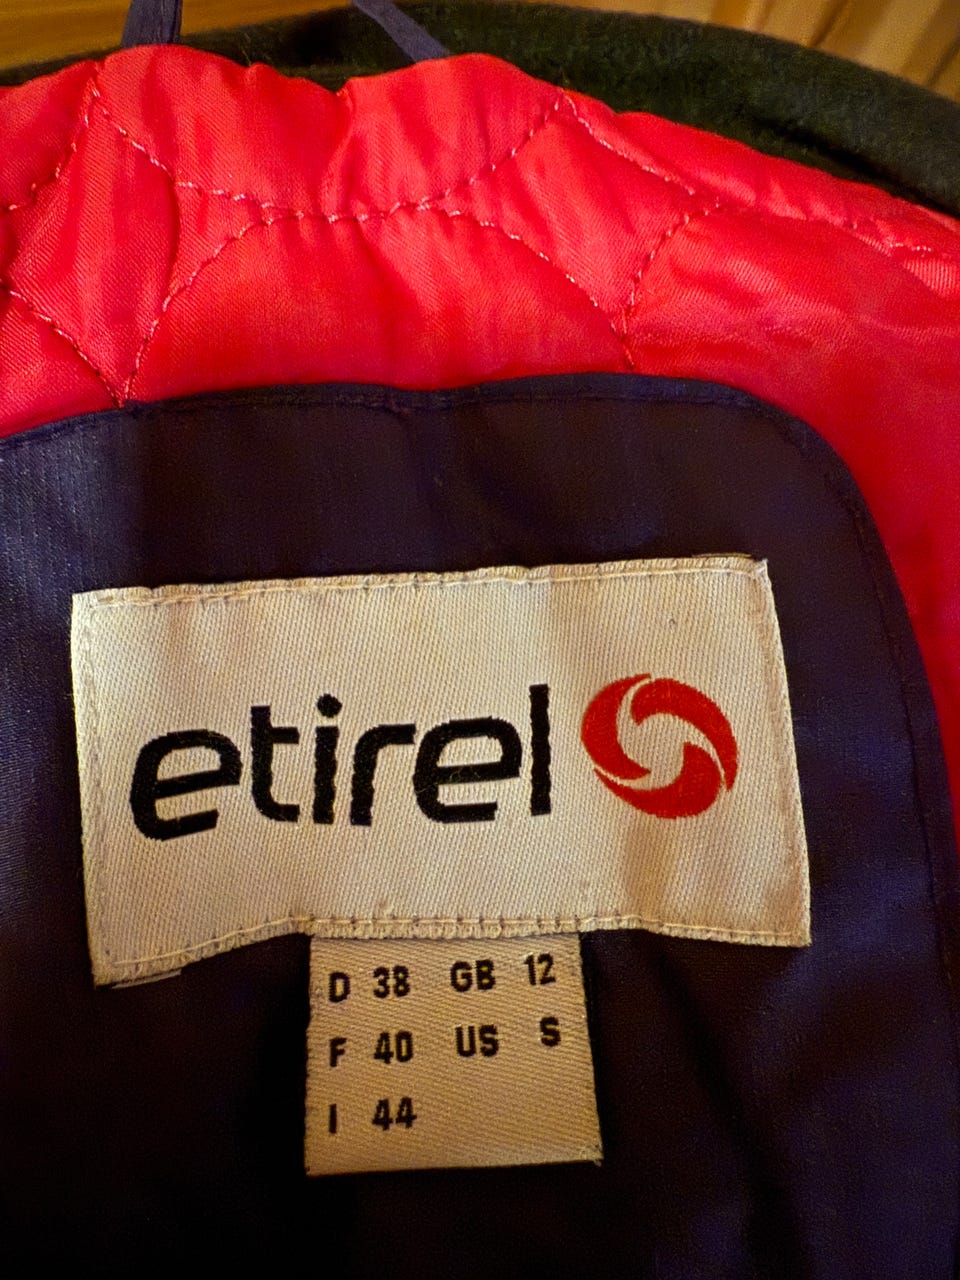 etirel
D 38 GB 12
F 40 US S
I 44